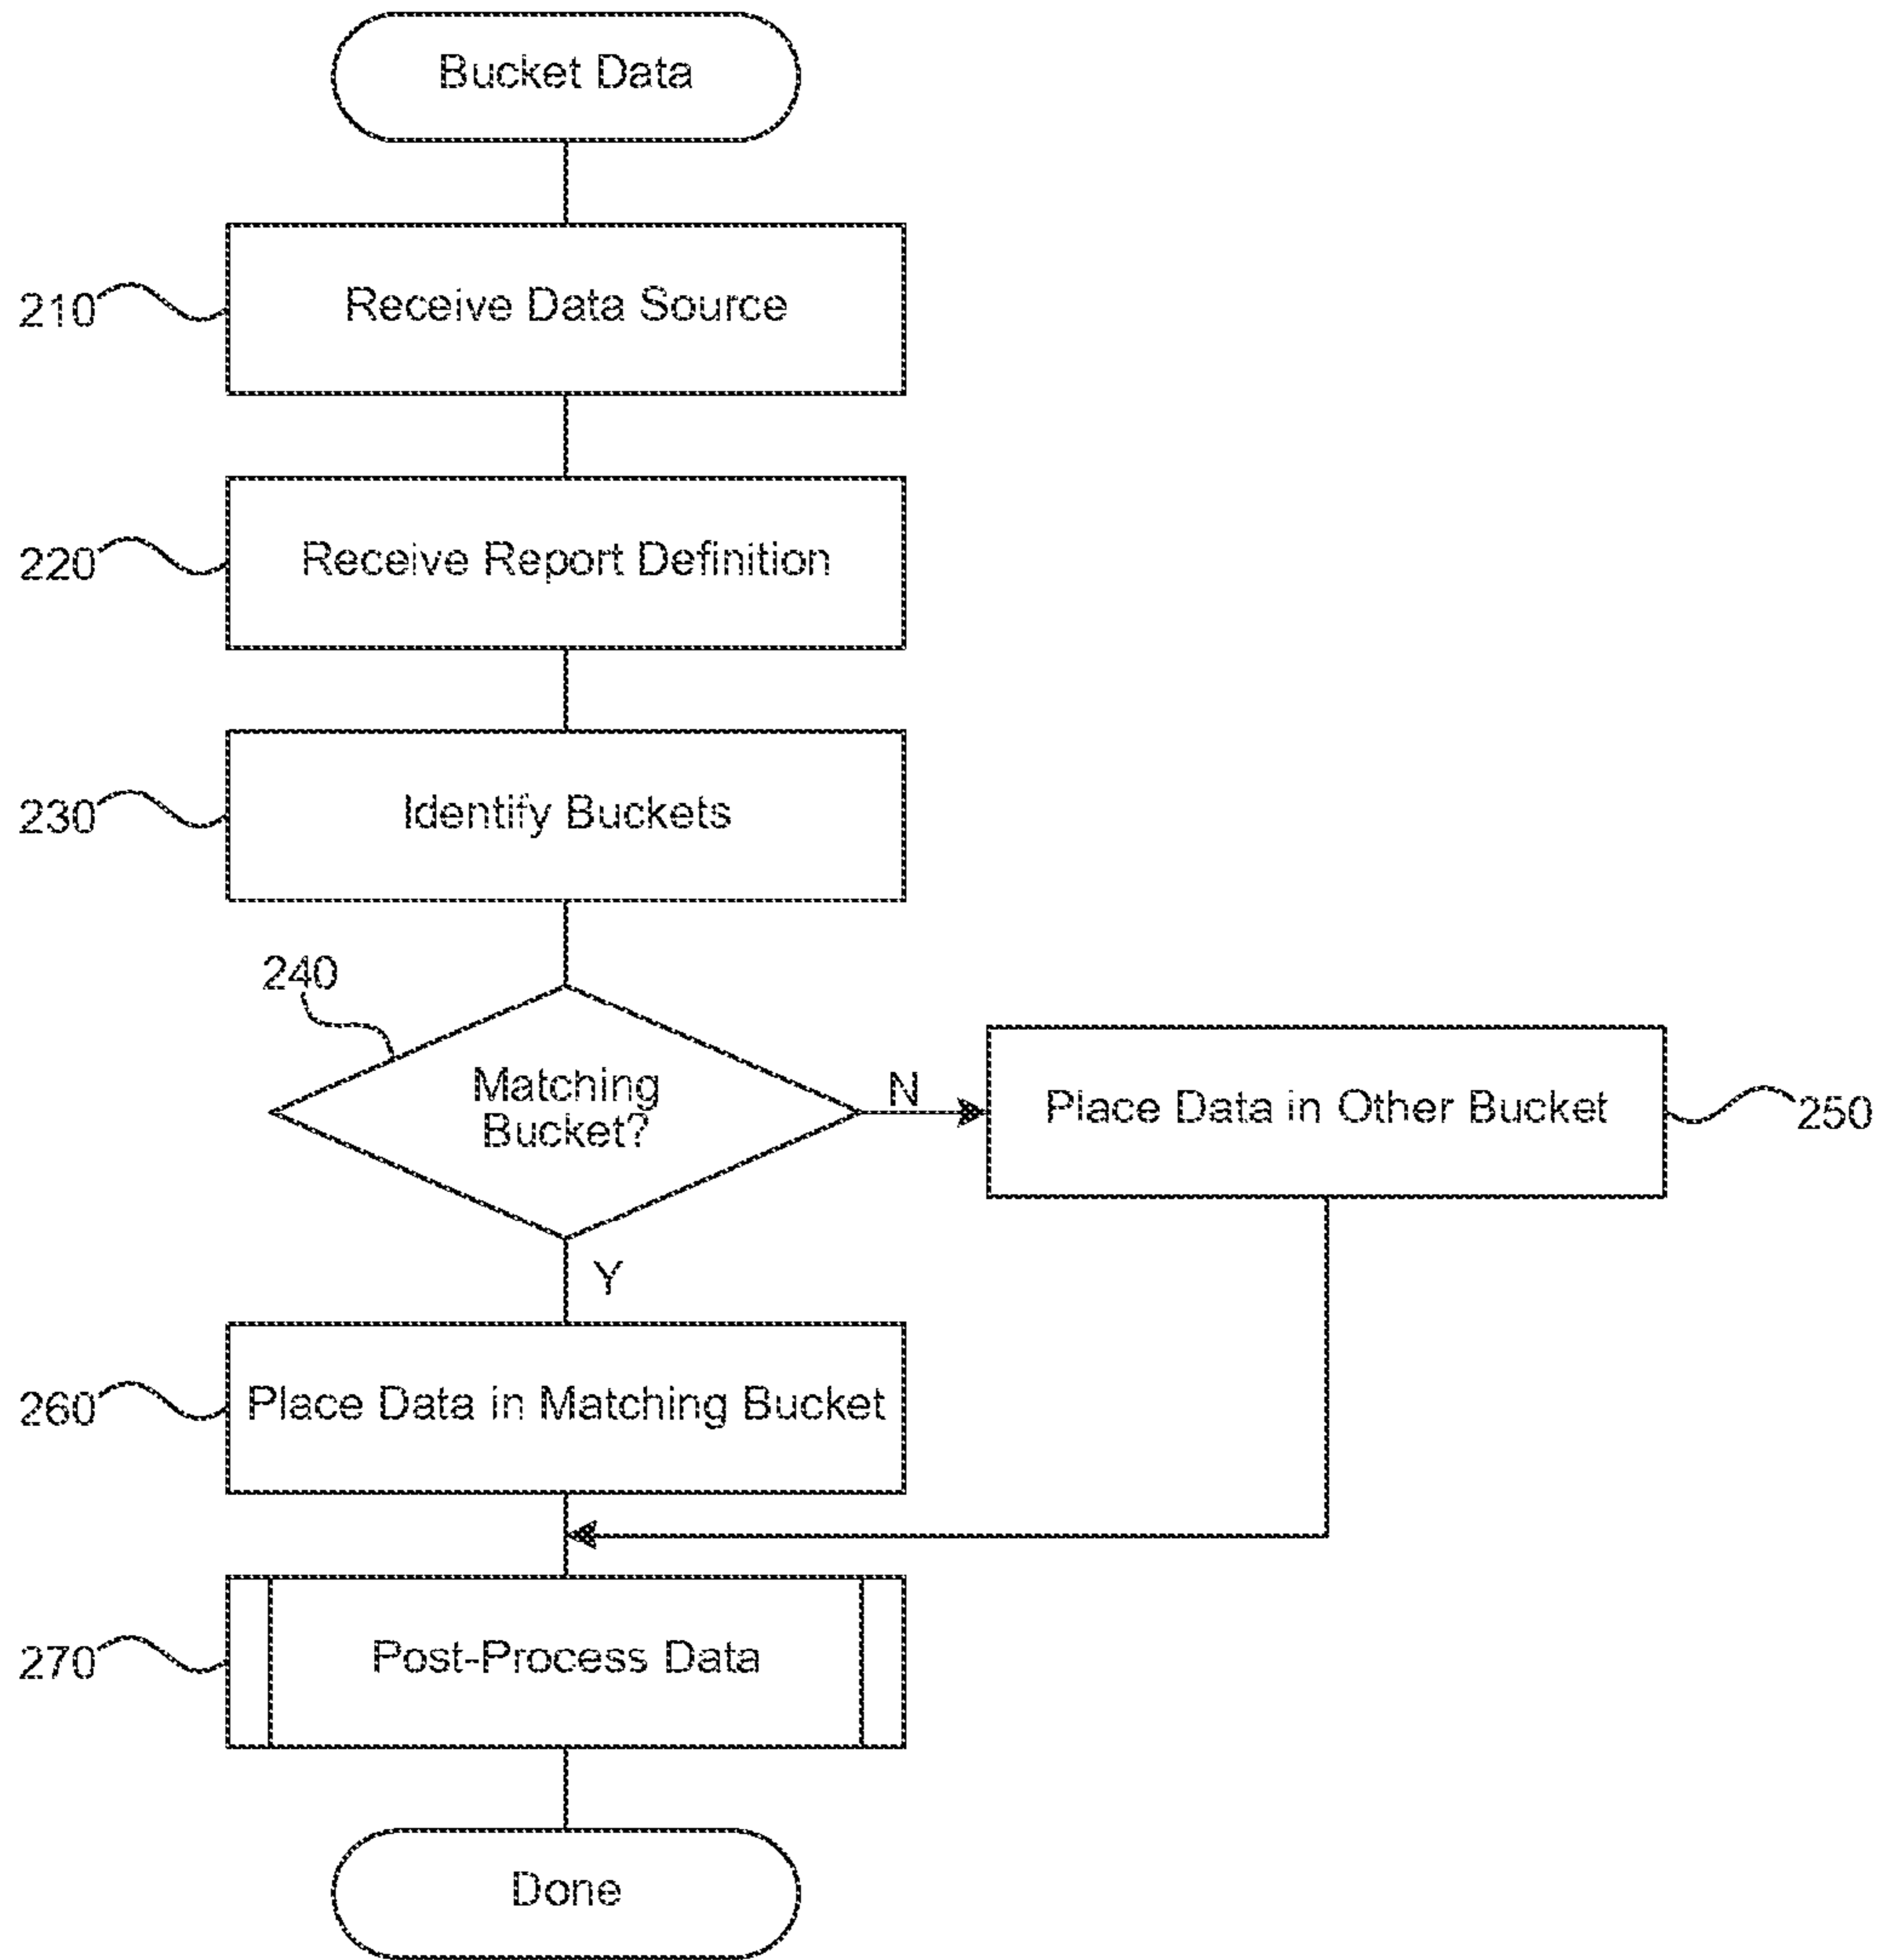 Bucket Data
210
Receive Data Source
220
Receive Report Definition
230
Identify Buckets
240
Matching
Bucket?
N
Place Data in Other Bucket
250
Y
260
Place Data in Matching Bucket
270
Post-Process Data
Done